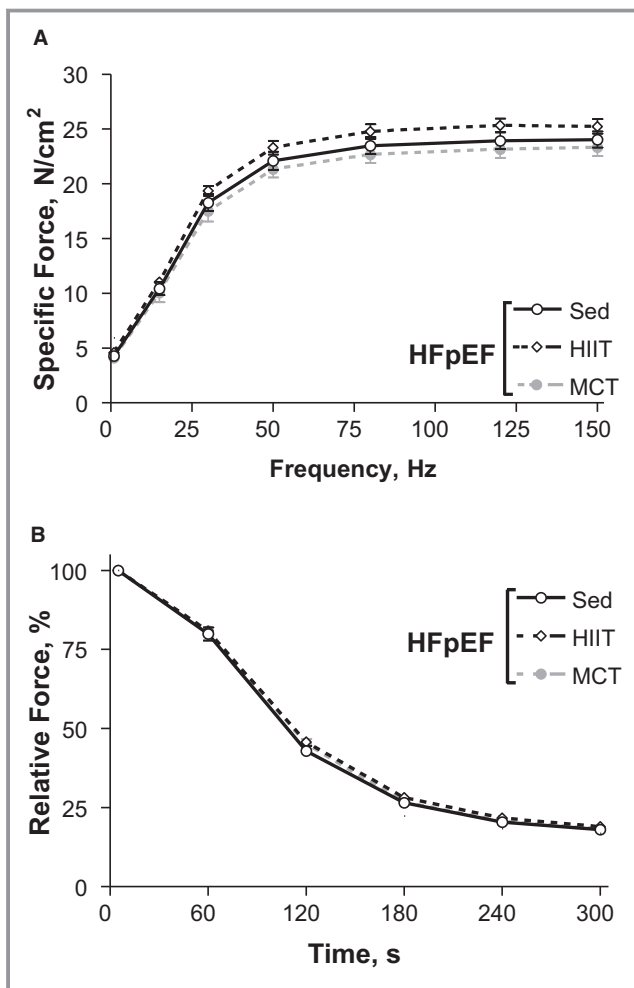 A
30
25
20
15
10
5
0
Specific Force, N/cm²
0 25 50 75 100 125 150
Frequency, Hz
HFpEF
Sed
HIIT
MCT
B
100
75
50
25
0
Relative Force, %
0 60 120 180 240 300
Time, s
HFpEF
Sed
HIIT
MCT